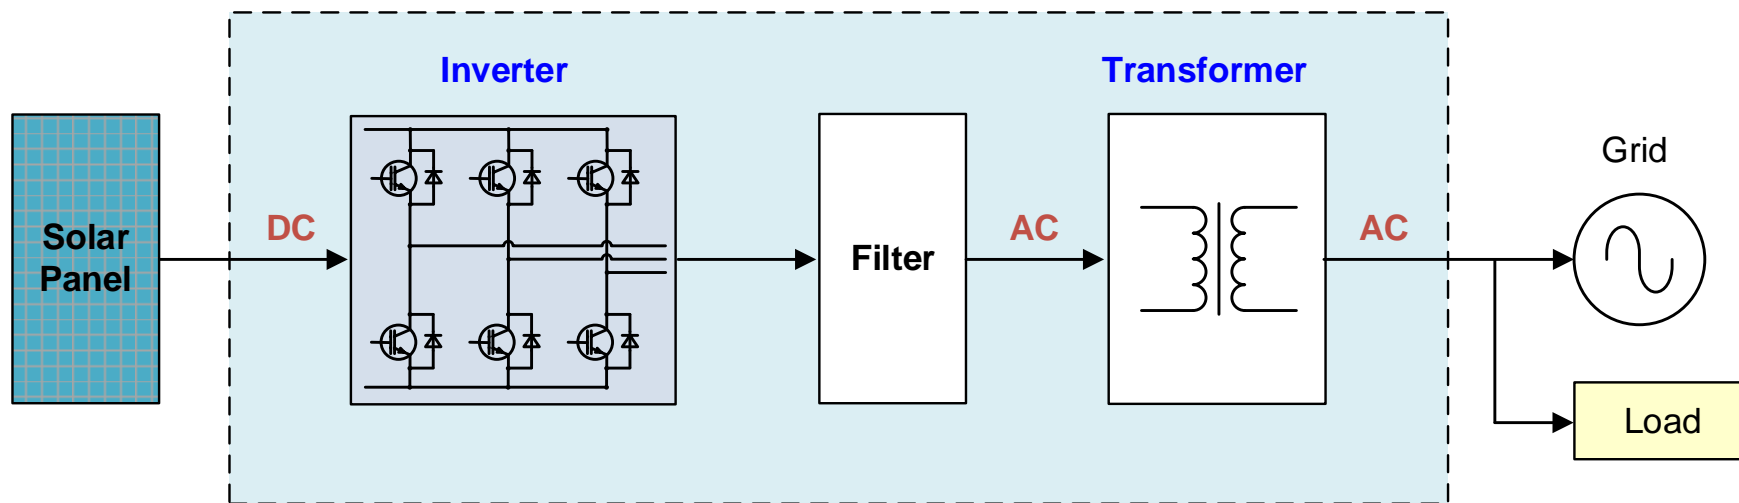 Inverter
Transformer
Grid
Solar
Panel
DC
Filter
AC
AC
Load